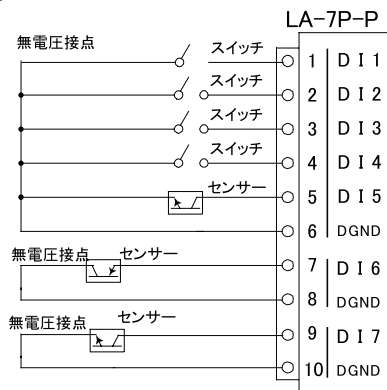 LA-7P-P
無電圧接点
スイッチ
1 DI1
スイッチ
2 DI2
スイッチ
3 DI3
スイッチ
4 DI4
センサー
5 DI5
6 DGND
無電圧接点 センサー
7 DI6
8 DGND
無電圧接点 センサー
9 DI7
10 DGND